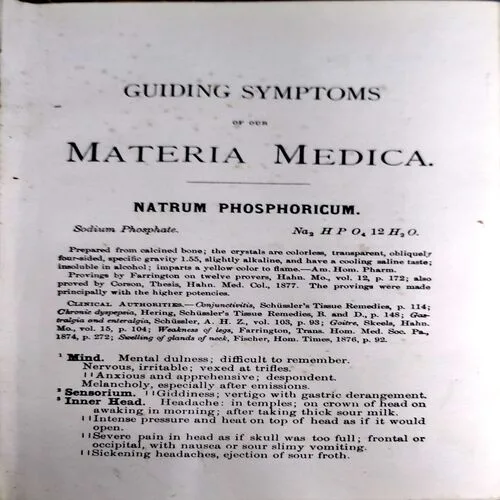 GUIDING SYMPTOMS
OF OUR
MATERIA MEDICA.
NATRUM PHOSPHORICUM.
Sodium Phosphate. Na₂ H P O₄ 12 H₂O.
Prepared from calcined bone; the crystals are colorless, transparent, obliquely
four-sided, specific gravity 1.55, slightly alkaline, and have a cooling saline taste;
insoluble in alcohol; imparts a yellow color to flame.—Am. Hom. Pharm.
Provings by Farrington on twelve provers, Hahn. Mo., vol. 12, p. 172; also
proved by Corson, Thesis, Hahn. Med. Col., 1877. The provings were made
principally with the higher potencies.
CLINICAL AUTHORITIES.—Conjunctivitis, Schüssler's Tissue Remedies, p. 114;
Chronic dyspepsia, Hering, Schüssler's Tissue Remedies, B. and D., p. 148; Gas-
tralgia and enteralgia, Schüssler, A. H. Z., vol. 103, p. 93; Goitre, Skeels, Hahn.
Mo., vol. 15, p. 104; Weakness of legs, Farrington, Trans. Hom. Med. Soc. Pa.,
1874, p. 272; Swelling of glands of neck, Fischer, Hom. Times, 1876, p. 92.
¹ Mind. Mental dulness; difficult to remember.
Nervous, irritable; vexed at trifles.
ıı Anxious and apprehensive; despondent.
Melancholy, especially after emissions.
² Sensorium. ıı Giddiness; vertigo with gastric derangement.
³ Inner Head. Headache: in temples; on crown of head on
awaking in morning; after taking thick sour milk.
ıı Intense pressure and heat on top of head as if it would
open.
ıı Severe pain in head as if skull was too full; frontal or
occipital, with nausea or sour slimy vomiting.
ıı Sickening headaches, ejection of sour froth.